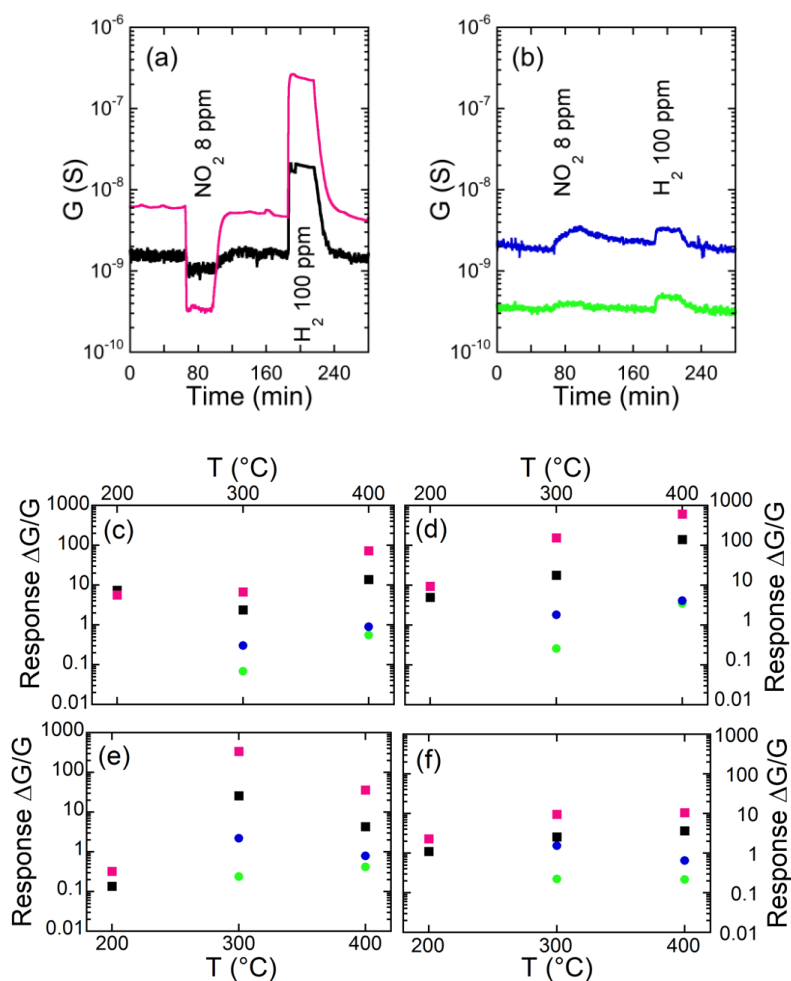 (a)
(b)
10⁻⁶
10⁻⁷
10⁻⁸
10⁻⁹
10⁻¹⁰
G (S)
NO₂ 8 ppm
H₂ 100 ppm
0 80 160 240
Time (min)
10⁻⁶
10⁻⁷
10⁻⁸
10⁻⁹
10⁻¹⁰
G (S)
NO₂ 8 ppm
H₂ 100 ppm
0 80 160 240
Time (min)
T (°C)
200 300 400
(c)
1000
100
10
1
0.1
0.01
Response ΔG/G
T (°C)
200 300 400
(d)
1000
100
10
1
0.1
0.01
Response ΔG/G
(e)
1000
100
10
1
0.1
0.01
Response ΔG/G
200 300 400
T (°C)
(f)
1000
100
10
1
0.1
0.01
Response ΔG/G
200 300 400
T (°C)